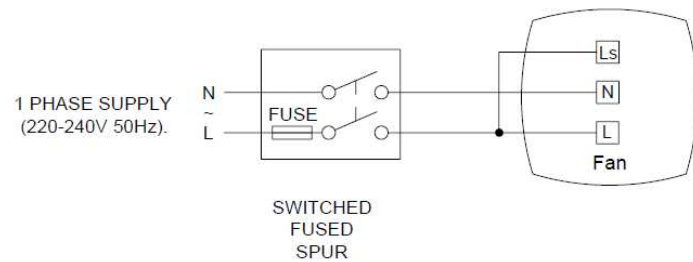 1 PHASE SUPPLY
(220-240V 50Hz).
N
~
L
FUSE
SWITCHED
FUSED
SPUR
Ls
N
L
Fan